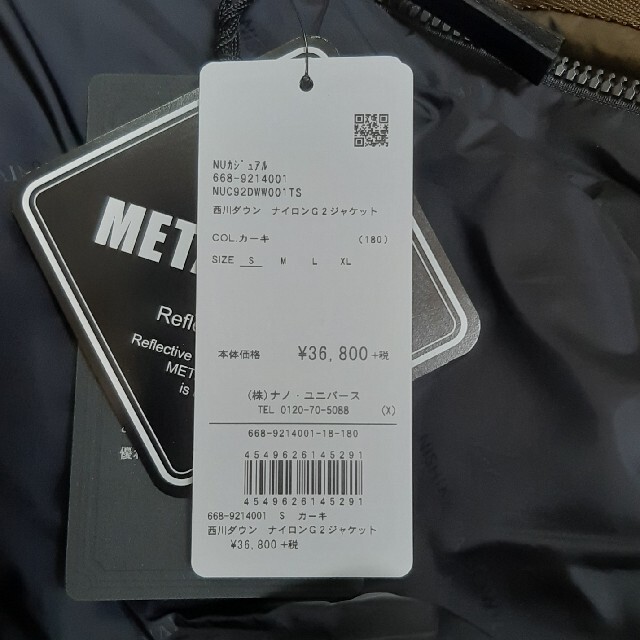 NUカジュアル
668-9214001
NUC92DWW001TS
西川ダウン ナイロンG2ジャケット
COL.カーキ (180)
SIZE S M L XL
本体価格 ¥36,800+税
(株)ナノ・ユニバース
TEL 0120-70-5088 (X)
668-9214001-18-180
4549626145291
4549626145291
668-9214001 S カーキ
西川ダウン ナイロンG2ジャケット
¥36,800+税
META
Refle
Reflective
MET
is